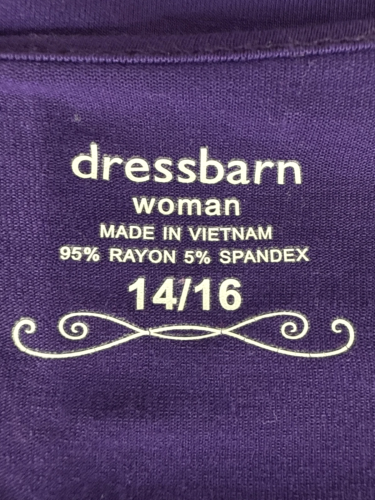 dressbarn
woman
MADE IN VIETNAM
95% RAYON 5% SPANDEX
14/16